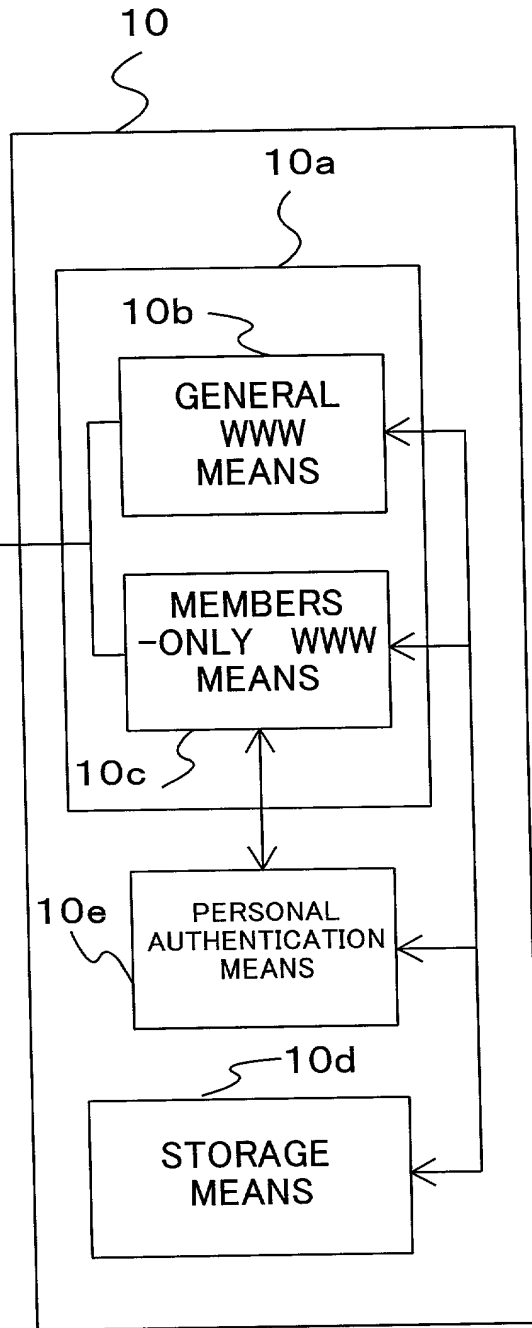 10
10a
10b
GENERAL
WWW
MEANS
MEMBERS
-ONLY WWW
MEANS
10c
10e
PERSONAL
AUTHENTICATION
MEANS
10d
STORAGE
MEANS